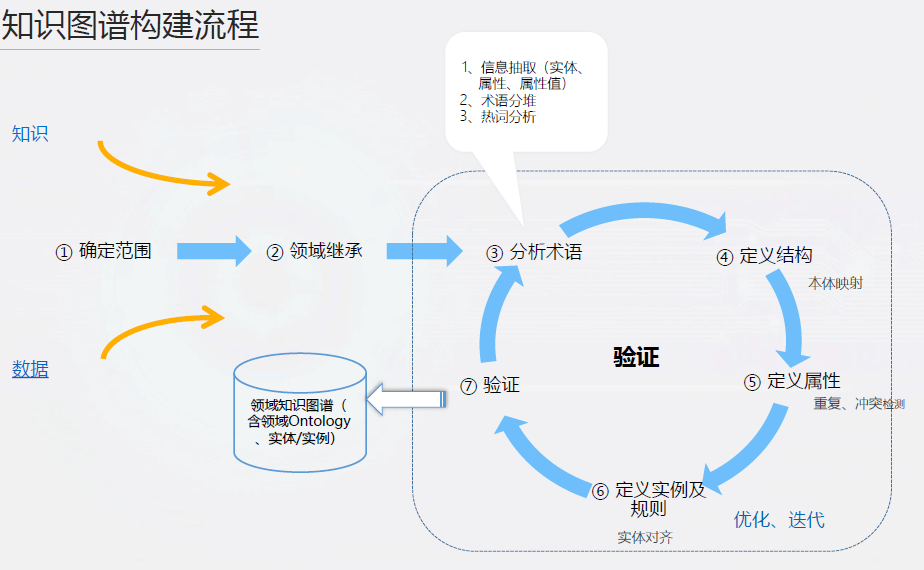 知识图谱构建流程
1、信息抽取（实体、
属性、属性值）
2、术语分堆
3、热词分析
知识
① 确定范围
② 领域继承
③ 分析术语
④ 定义结构
本体映射
验证
数据
⑦ 验证
⑤ 定义属性
重复、冲突检测
领域知识图谱（
含领域Ontology
、实体/实例）
⑥ 定义实例及
规则
优化、迭代
实体对齐